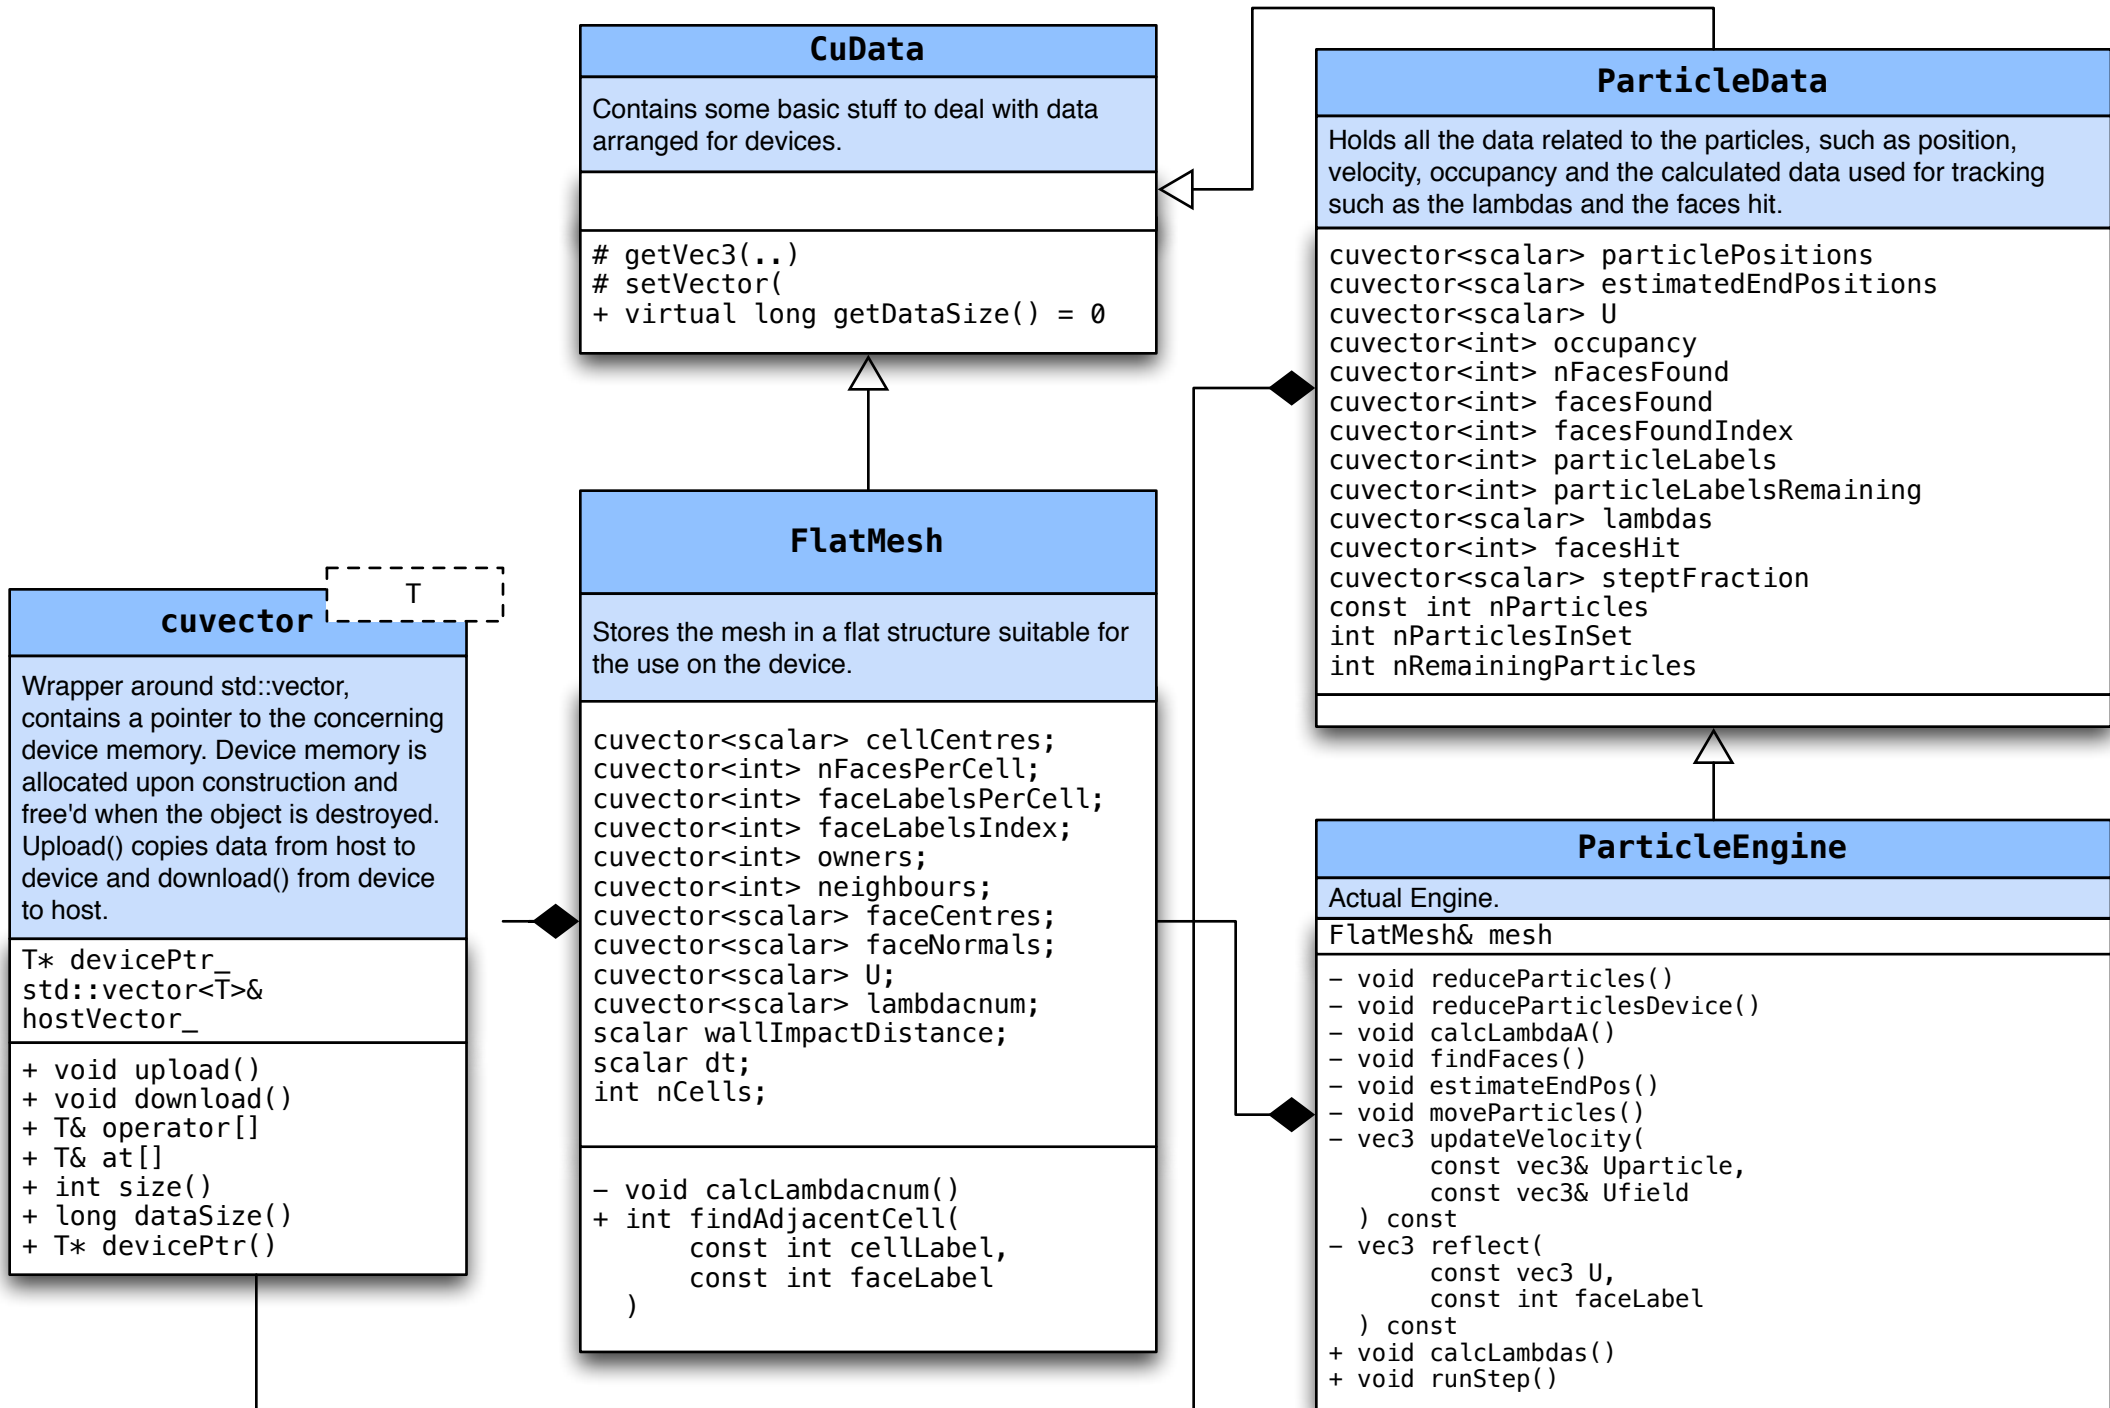 CuData
Contains some basic stuff to deal with data
arranged for devices.
# getVec3(..)
# setVector(
+ virtual long getDataSize() = 0
ParticleData
Holds all the data related to the particles, such as position,
velocity, occupancy and the calculated data used for tracking
such as the lambdas and the faces hit.
cuvector<scalar> particlePositions
cuvector<scalar> estimatedEndPositions
cuvector<scalar> U
cuvector<int> occupancy
cuvector<int> nFacesFound
cuvector<int> facesFound
cuvector<int> facesFoundIndex
cuvector<int> particleLabels
cuvector<int> particleLabelsRemaining
cuvector<scalar> lambdas
cuvector<int> facesHit
cuvector<scalar> steptFraction
const int nParticles
int nParticlesInSet
int nRemainingParticles
T
cuvector
Wrapper around std::vector,
contains a pointer to the concerning
device memory. Device memory is
allocated upon construction and
free'd when the object is destroyed.
Upload() copies data from host to
device and download() from device
to host.
T* devicePtr_
std::vector<T>&
hostVector_
+ void upload()
+ void download()
+ T& operator[]
+ T& at[]
+ int size()
+ long dataSize()
+ T* devicePtr()
FlatMesh
Stores the mesh in a flat structure suitable for
the use on the device.
cuvector<scalar> cellCentres;
cuvector<int> nFacesPerCell;
cuvector<int> faceLabelsPerCell;
cuvector<int> faceLabelsIndex;
cuvector<int> owners;
cuvector<int> neighbours;
cuvector<scalar> faceCentres;
cuvector<scalar> faceNormals;
cuvector<scalar> U;
cuvector<scalar> lambdacnum;
scalar wallImpactDistance;
scalar dt;
int nCells;
− void calcLambdacnum()
+ int findAdjacentCell(
const int cellLabel,
const int faceLabel
)
ParticleEngine
Actual Engine.
FlatMesh& mesh
− void reduceParticles()
− void reduceParticlesDevice()
− void calcLambdaA()
− void findFaces()
− void estimateEndPos()
− void moveParticles()
− vec3 updateVelocity(
const vec3& Uparticle,
const vec3& Ufield
) const
− vec3 reflect(
const vec3 U,
const int faceLabel
) const
+ void calcLambdas()
+ void runStep()